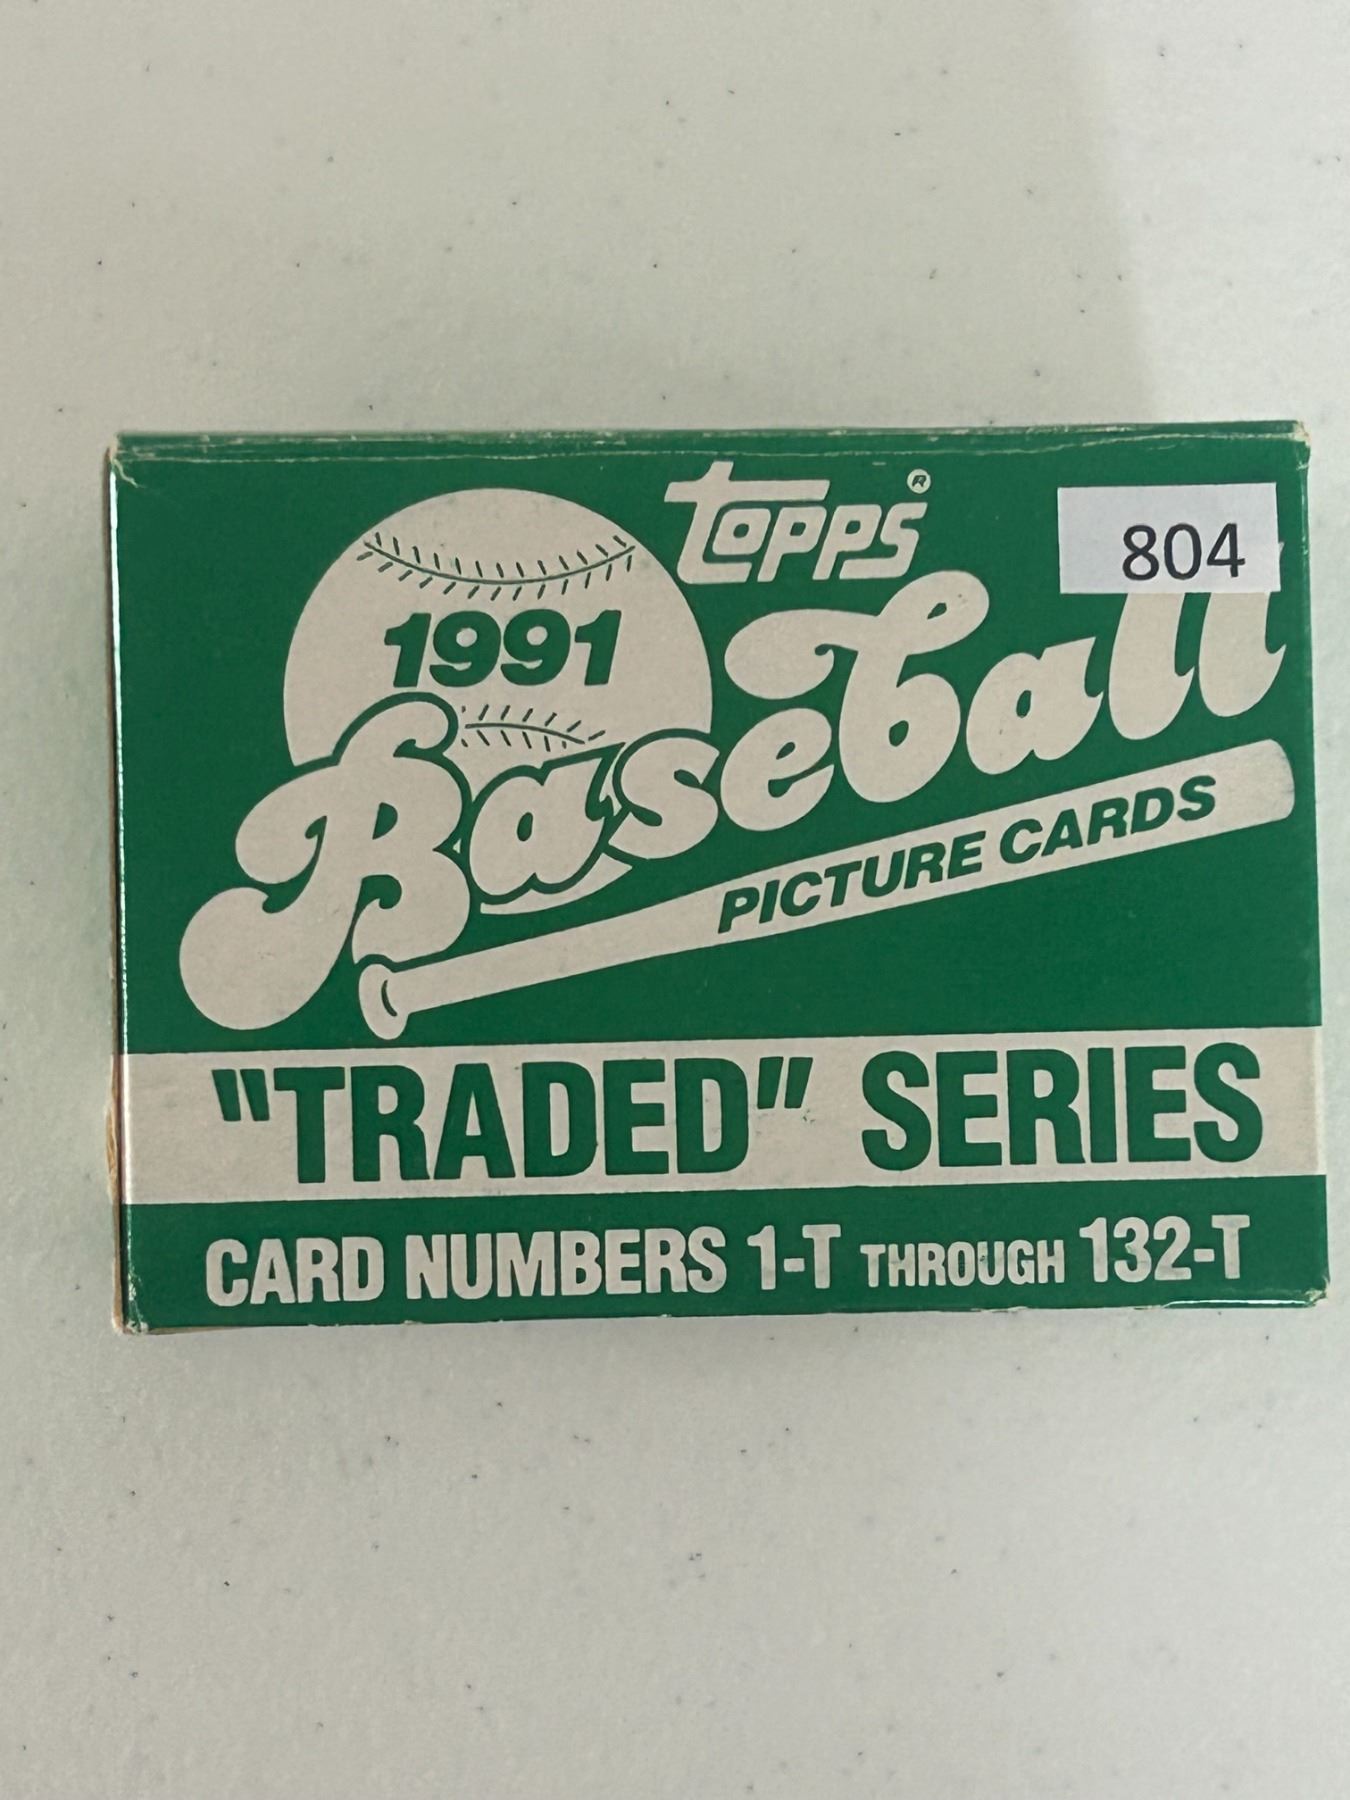 Topps®
804
1991
Baseball
PICTURE CARDS
"TRADED" SERIES
CARD NUMBERS 1-T THROUGH 132-T